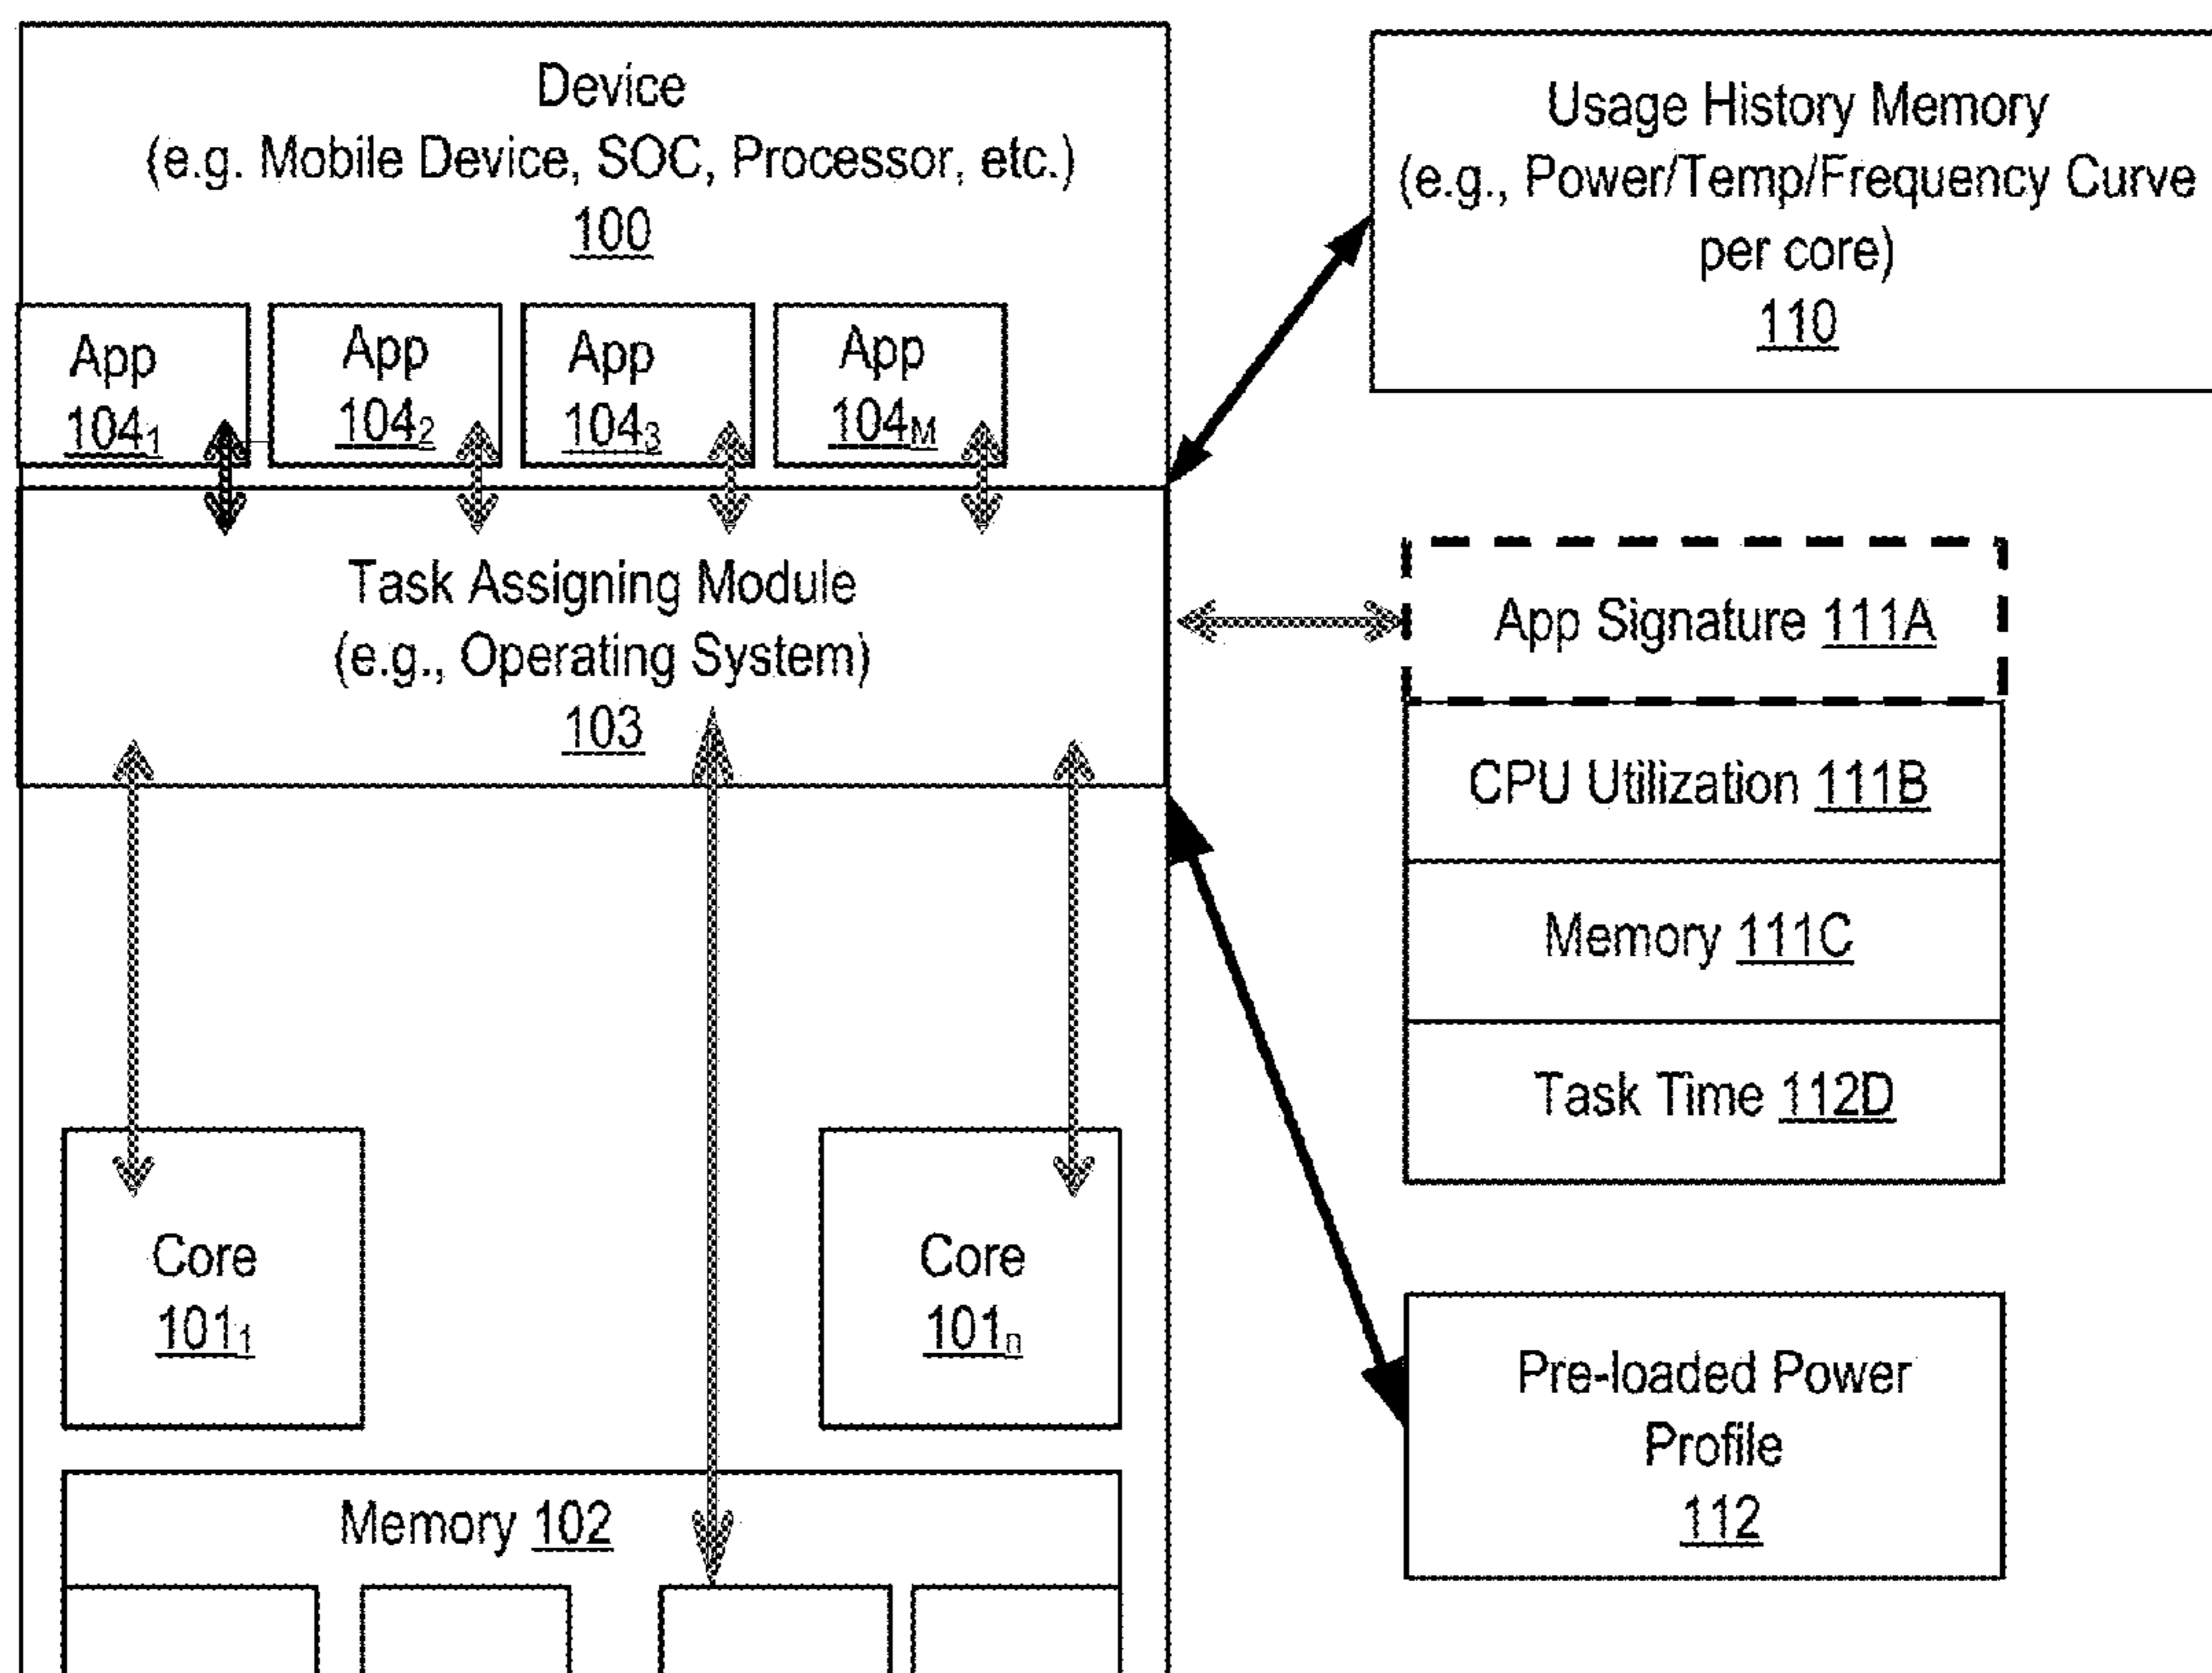 Device
(e.g. Mobile Device, SOC, Processor, etc.)
100
App
104₁
App
104₂
App
104₃
App
104M
Task Assigning Module
(e.g., Operating System)
103
Core
101₁
Core
101n
Memory 102
Usage History Memory
(e.g., Power/Temp/Frequency Curve
per core)
110
App Signature 111A
CPU Utilization 111B
Memory 111C
Task Time 112D
Pre-loaded Power
Profile
112